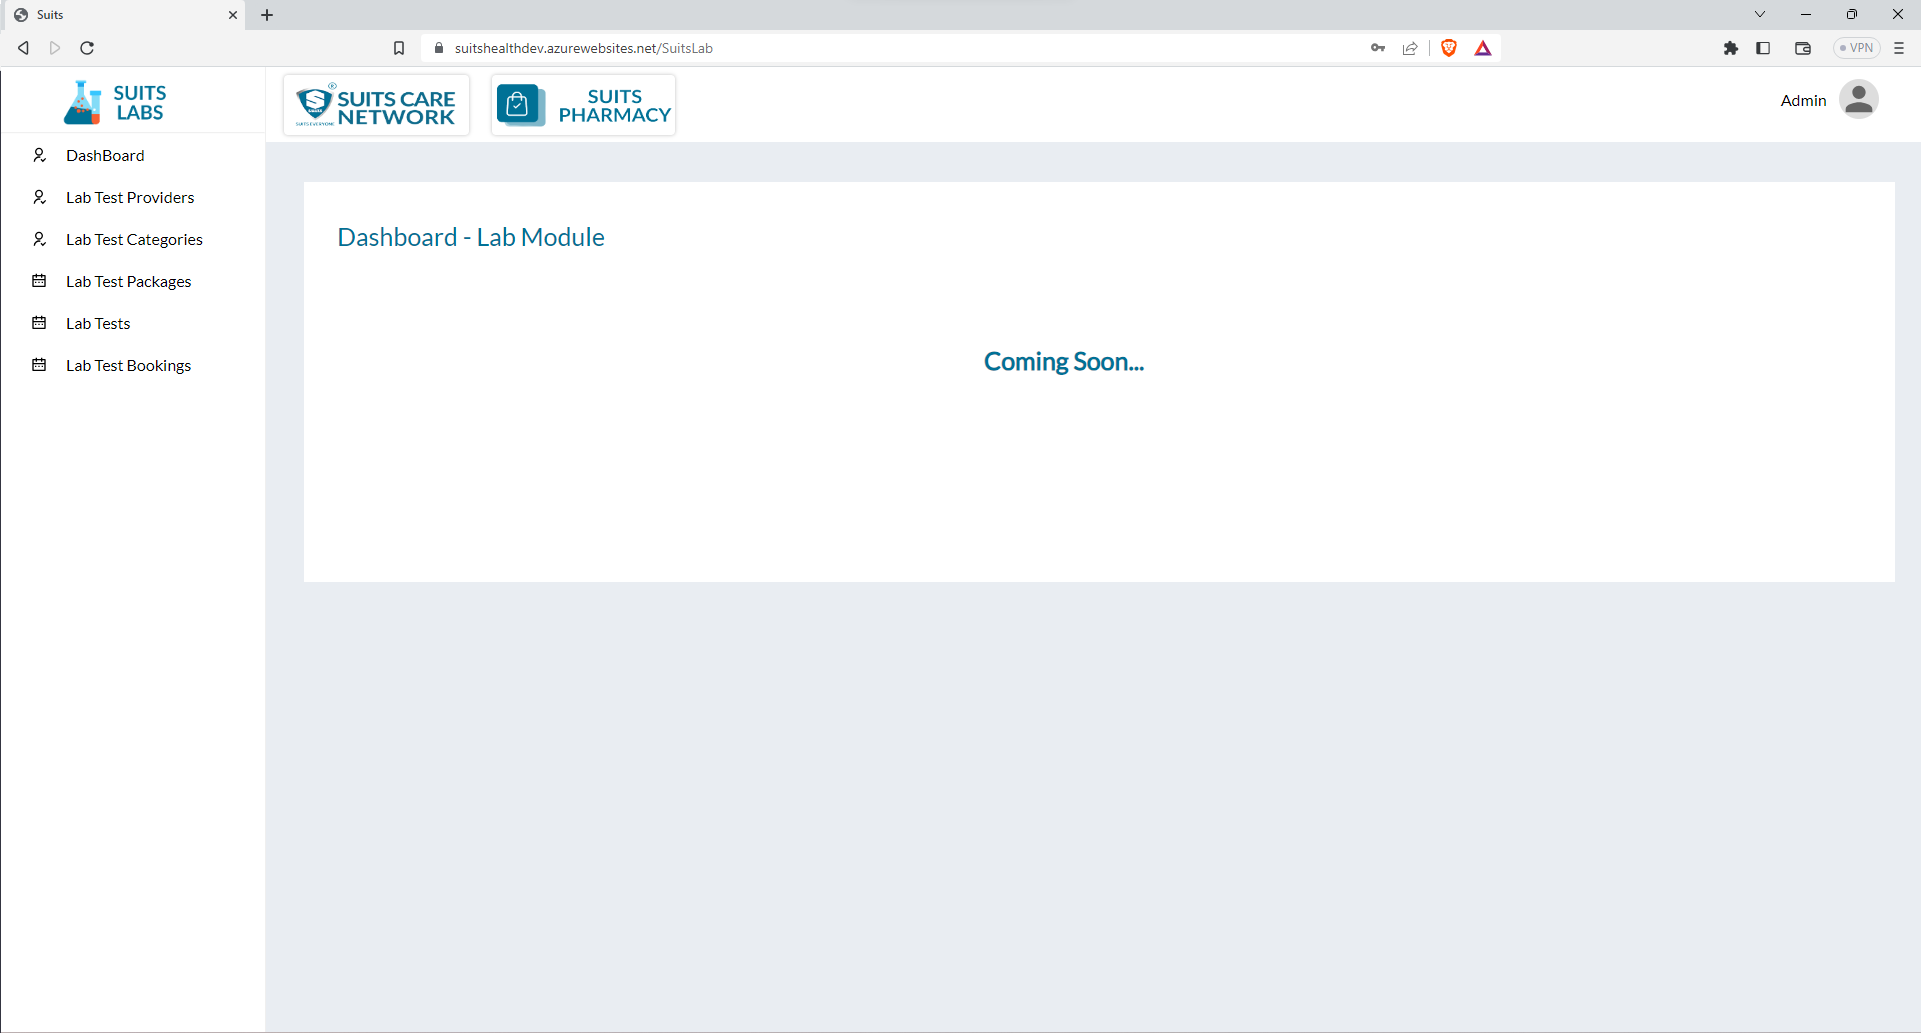 Suits
suitshealthdev.azurewebsites.net/SuitsLab
VPN
SUITS
LABS
SUITS CARE
NETWORK
SUITS
PHARMACY
Admin
DashBoard
Lab Test Providers
Lab Test Categories
Lab Test Packages
Lab Tests
Lab Test Bookings
Dashboard - Lab Module
Coming Soon...